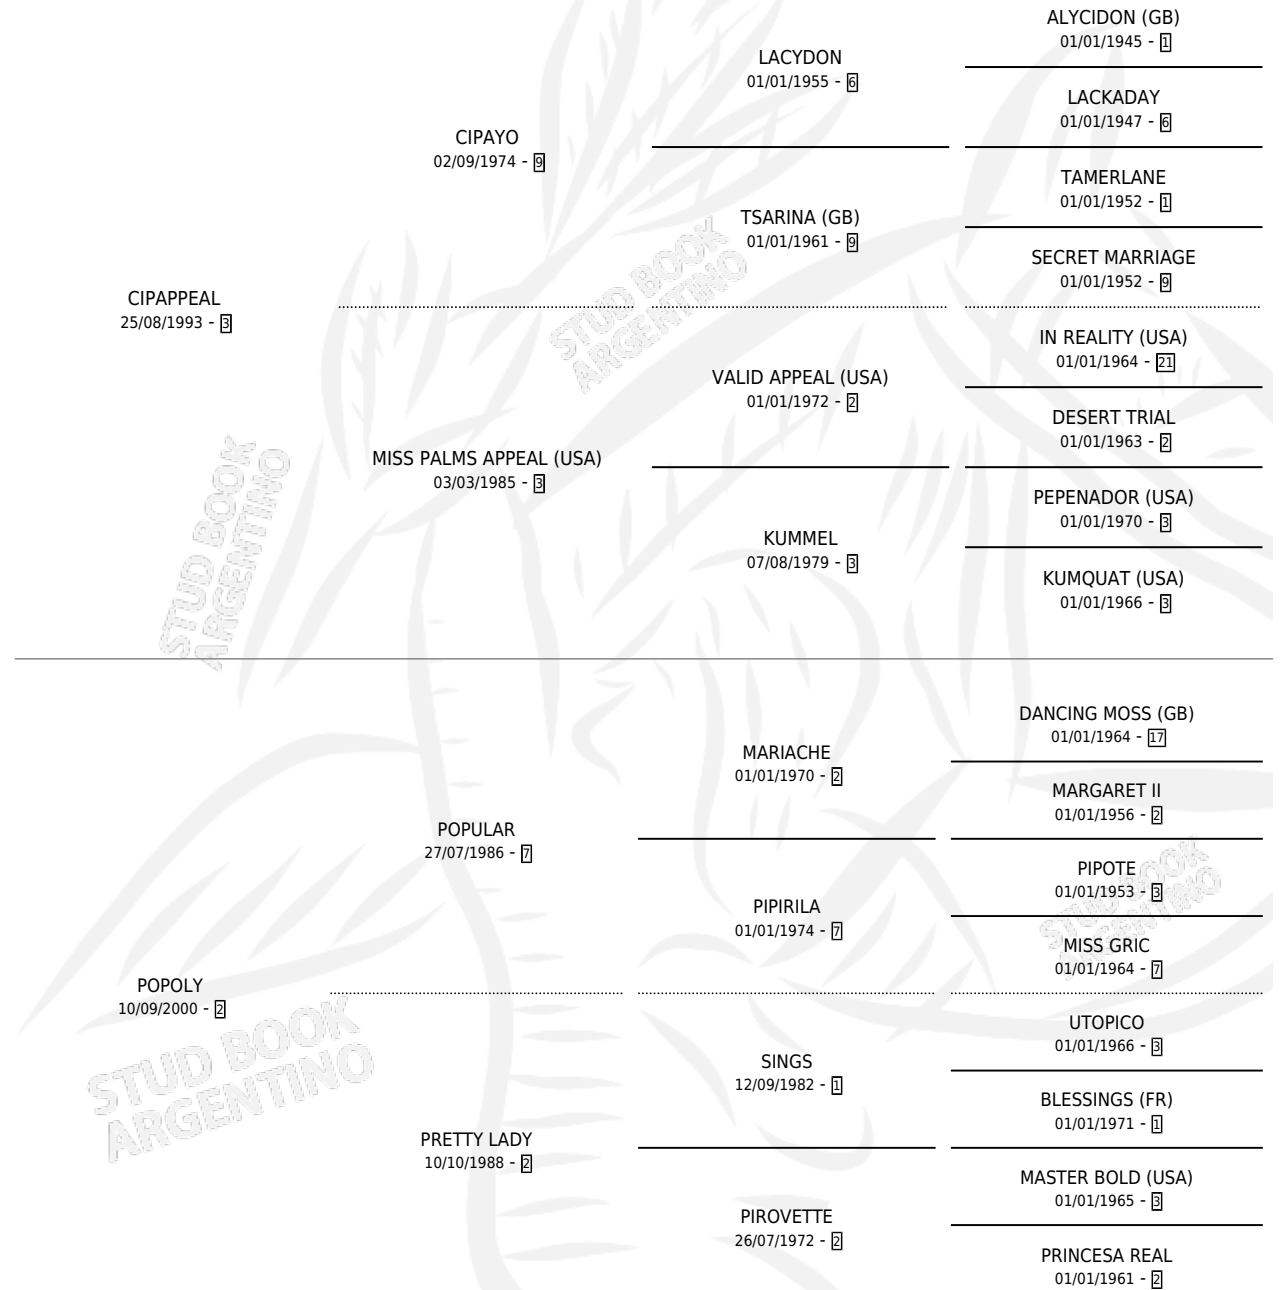 ALYCIDON (GB)
01/01/1945 - 1
LACYDON
01/01/1955 - 6
LACKADAY
01/01/1947 - 6
CIPAYO
02/09/1974 - 9
TAMERLANE
01/01/1952 - 1
TSARINA (GB)
01/01/1961 - 9
SECRET MARRIAGE
01/01/1952 - 9
CIPAPPEAL
25/08/1993 - 3
IN REALITY (USA)
01/01/1964 - 21
VALID APPEAL (USA)
01/01/1972 - 2
DESERT TRIAL
01/01/1963 - 2
MISS PALMS APPEAL (USA)
03/03/1985 - 3
PEPENADOR (USA)
01/01/1970 - 3
KUMMEL
07/08/1979 - 3
KUMQUAT (USA)
01/01/1966 - 3
DANCING MOSS (GB)
01/01/1964 - 17
MARIACHE
01/01/1970 - 2
MARGARET II
01/01/1956 - 2
POPULAR
27/07/1986 - 7
PIPOTE
01/01/1953 - 3
PIPIRILA
01/01/1974 - 7
MISS GRIC
01/01/1964 - 7
POPOLY
10/09/2000 - 2
UTOPICO
01/01/1966 - 3
SINGS
12/09/1982 - 1
BLESSINGS (FR)
01/01/1971 - 1
PRETTY LADY
10/10/1988 - 2
MASTER BOLD (USA)
01/01/1965 - 3
PIROVETTE
26/07/1972 - 2
PRINCESA REAL
01/01/1961 - 2
STUD BOOK
ARGENTINO
STUD BOOK
ARGENTINO
STUD BOOK
ARGENTINO
STUD BOOK
ARGENTINO